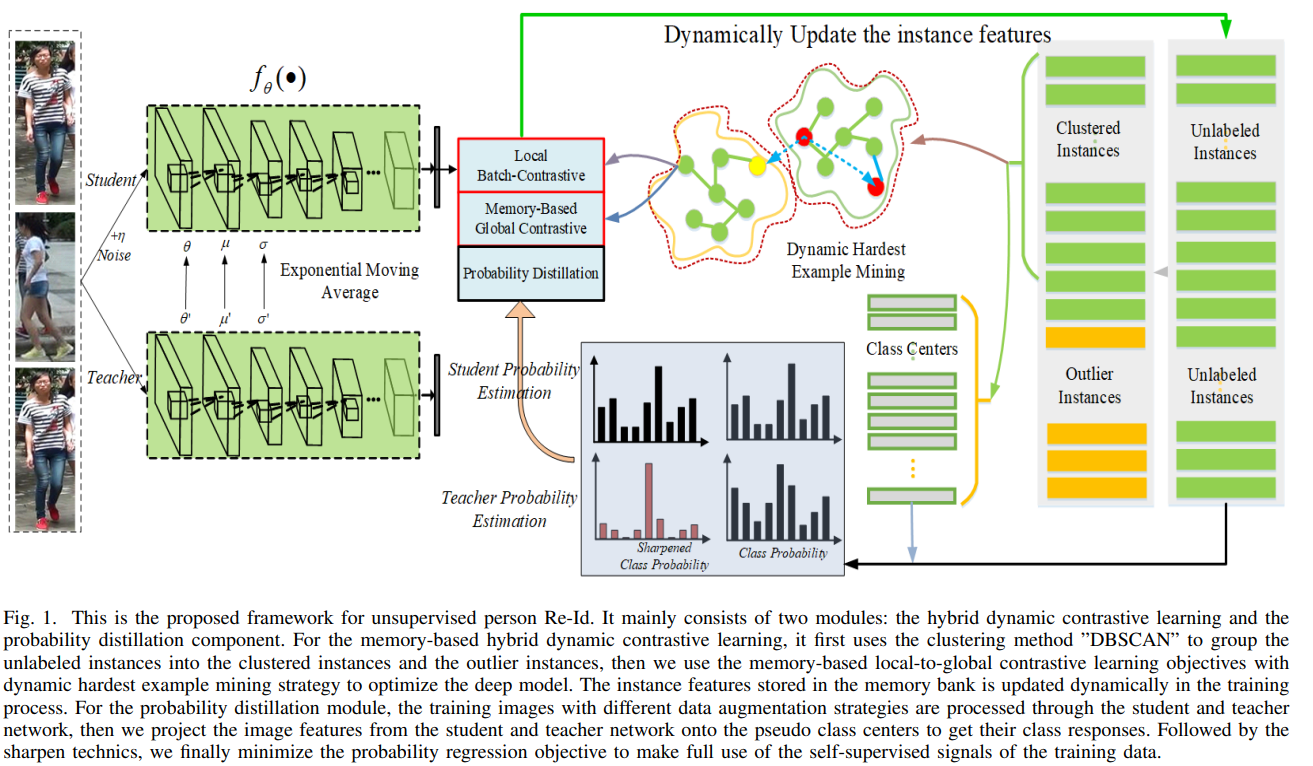 Dynamically Update the instance features
fθ(•)
Student
+η
Noise
θ
μ
σ
Exponential Moving
Average
θ'
μ'
σ'
Teacher
Local
Batch-Contrastive
Memory-Based
Global Contrastive
Probability Distillation
Dynamic Hardest
Example Mining
Clustered
Instances
Unlabeled
Instances
Class Centers
Outlier
Instances
Unlabeled
Instances
Student Probability
Estimation
Teacher Probability
Estimation
Sharpened
Class Probability
Class Probability
Fig. 1. This is the proposed framework for unsupervised person Re-Id. It mainly consists of two modules: the hybrid dynamic contrastive learning and the
probability distillation component. For the memory-based hybrid dynamic contrastive learning, it first uses the clustering method ”DBSCAN” to group the
unlabeled instances into the clustered instances and the outlier instances, then we use the memory-based local-to-global contrastive learning objectives with
dynamic hardest example mining strategy to optimize the deep model. The instance features stored in the memory bank is updated dynamically in the training
process. For the probability distillation module, the training images with different data augmentation strategies are processed through the student and teacher
network, then we project the image features from the student and teacher network onto the pseudo class centers to get their class responses. Followed by the
sharpen technics, we finally minimize the probability regression objective to make full use of the self-supervised signals of the training data.